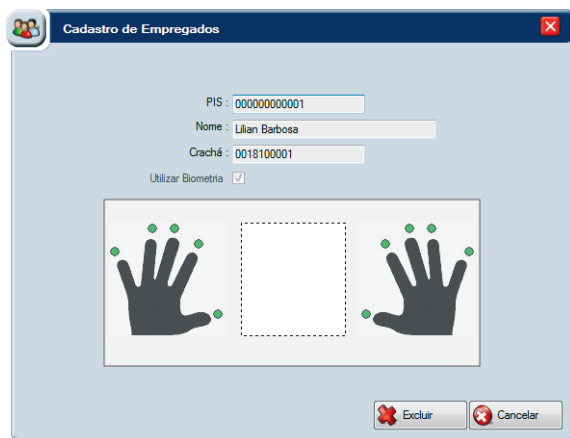 Cadastro de Empregados
PIS : 000000000001
Nome : Lilian Barbosa
Crachá : 0018100001
Utilizar Biometria
Excluir
Cancelar